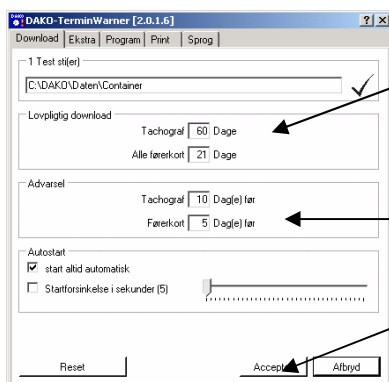 DAKO-TerminWarner [2.0.1.6]
Download Ekstra Program Print Sprog
1 Test sti(er)
C:\DAKO\Daten\Container
Lovpligtig download
Tachograf 60 Dage
Alle førerkort 21 Dage
Advarsel
Tachograf 10 Dag(e) før
Førerkort 5 Dag(e) før
Autostart
start altid automatisk
Startforsinkelse i sekunder (5)
Reset Accept Afbryd